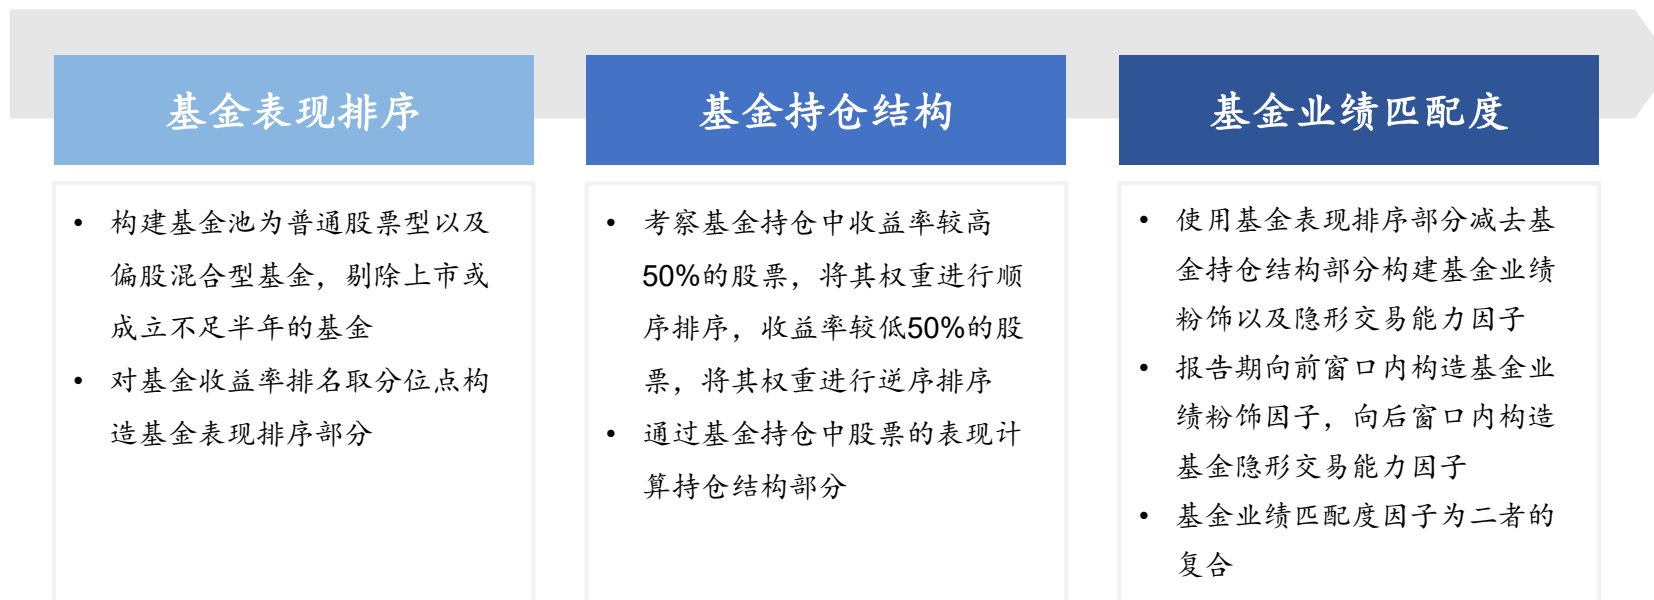 基金表现排序
• 构建基金池为普通股票型以及
偏股混合型基金，剔除上市或
成立不足半年的基金
• 对基金收益率排名取分位点构
造基金表现排序部分
基金持仓结构
• 考察基金持仓中收益率较高
50%的股票，将其权重进行顺
序排序，收益率较低50%的股
票，将其权重进行逆序排序
• 通过基金持仓中股票的表现计
算持仓结构部分
基金业绩匹配度
• 使用基金表现排序部分减去基
金持仓结构部分构建基金业绩
粉饰以及隐形交易能力因子
• 报告期向前窗口内构造基金业
绩粉饰因子，向后窗口内构造
基金隐形交易能力因子
• 基金业绩匹配度因子为二者的
复合